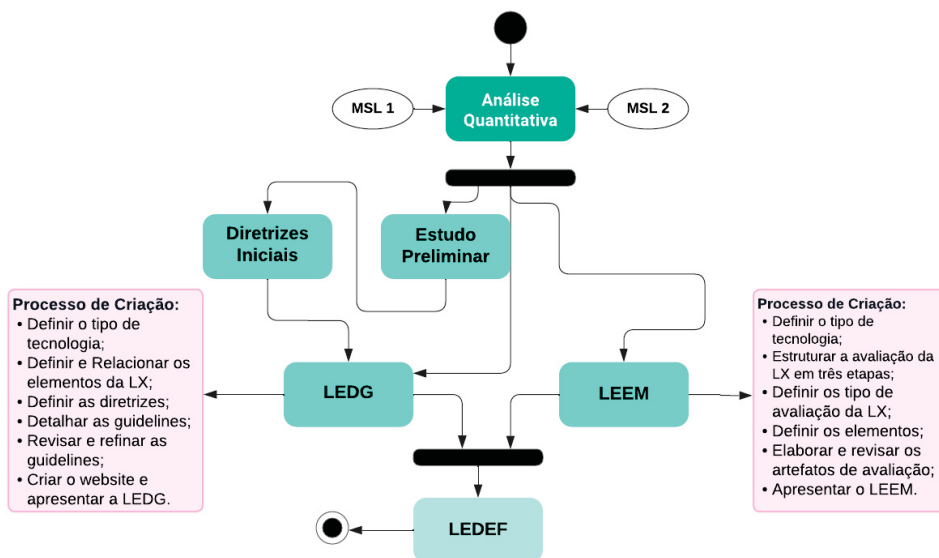 MSL 1
Análise
Quantitativa
MSL 2
Diretrizes
Iniciais
Estudo
Preliminar
Processo de Criação:
• Definir o tipo de
tecnologia;
• Definir e Relacionar os
elementos da LX;
• Definir as diretrizes;
• Detalhar as guidelines;
• Revisar e refinar as
guidelines;
• Criar o website e
apresentar a LEDG.
LEDG
LEEM
Processo de Criação:
• Definir o tipo de
tecnologia;
• Estruturar a avaliação da
LX em três etapas;
• Definir os tipo de
avaliação da LX;
• Definir os elementos;
• Elaborar e revisar os
artefatos de avaliação;
• Apresentar o LEEM.
LEDEF